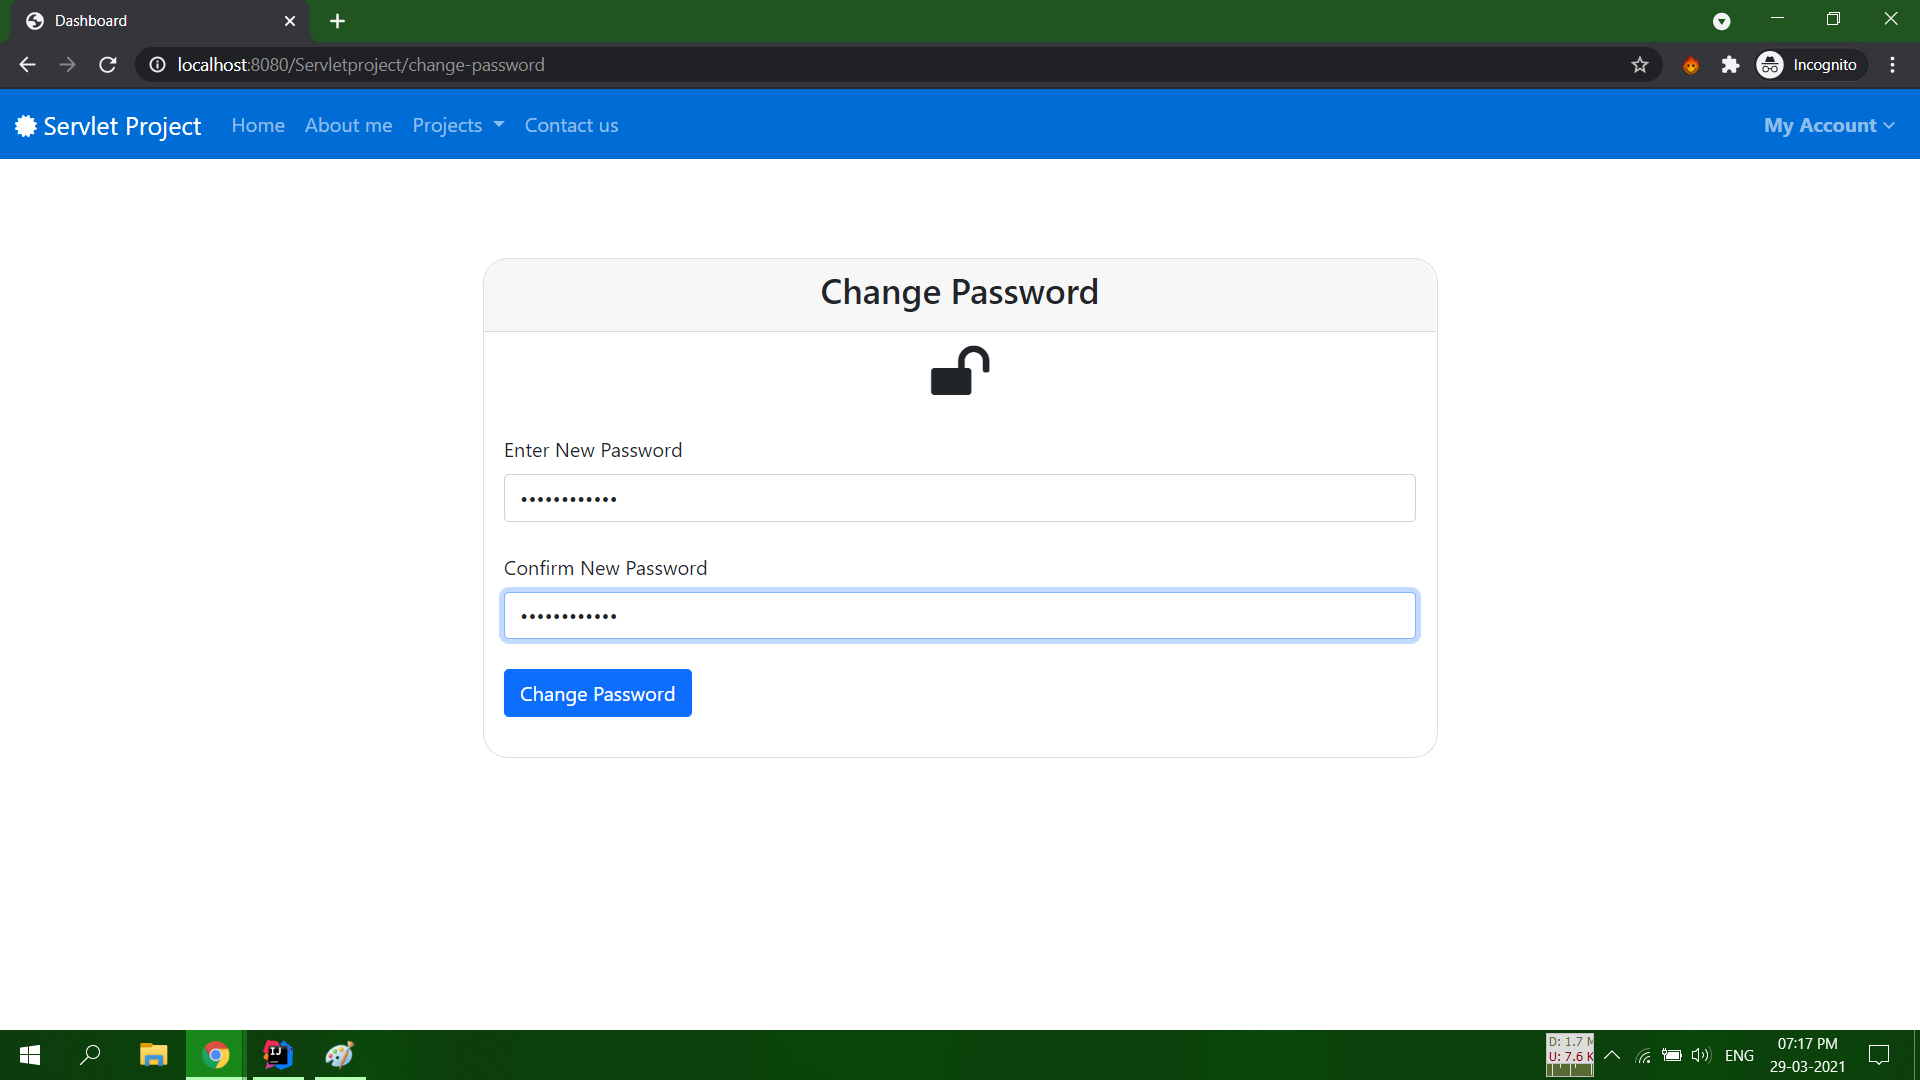 Dashboard
localhost:8080/Servletproject/change-password
Incognito
Servlet Project Home About me Projects Contact us My Account
Change Password
Enter New Password
••••••••••••
Confirm New Password
••••••••••••
Change Password
IJ
D: 1.7 M
U: 7.6 K
ENG
07:17 PM
29-03-2021